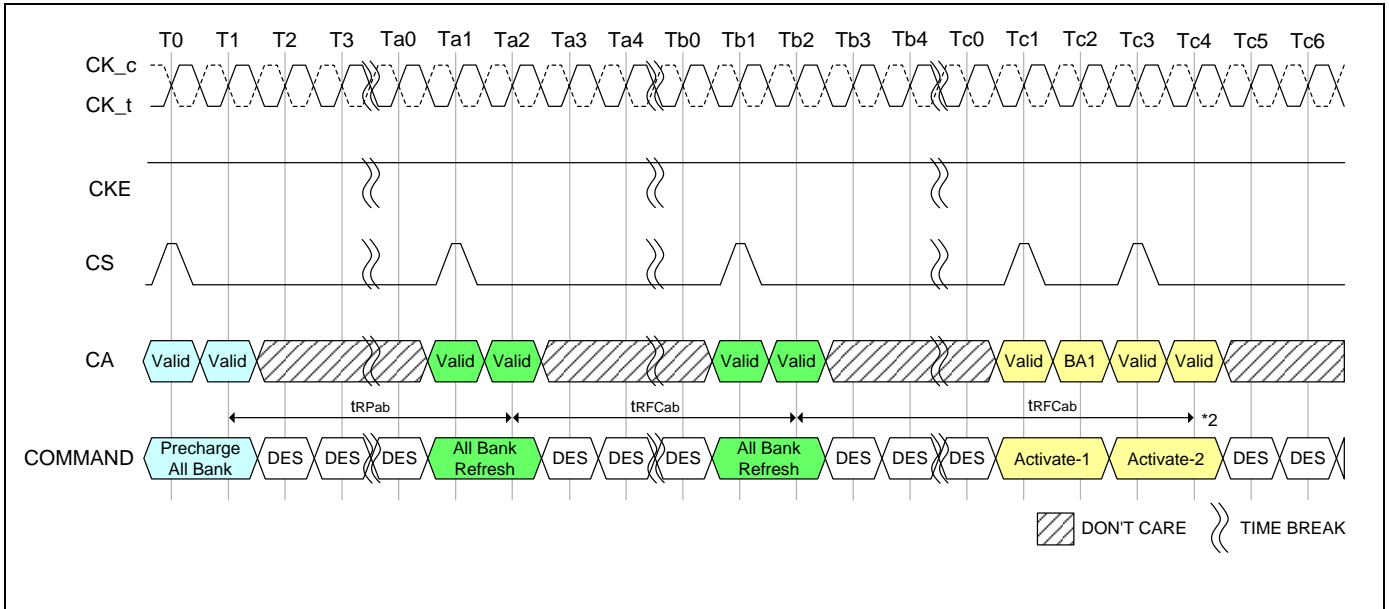 T0 T1 T2 T3 Ta0 Ta1 Ta2 Ta3 Ta4 Tb0 Tb1 Tb2 Tb3 Tb4 Tc0 Tc1 Tc2 Tc3 Tc4 Tc5 Tc6
CK_c
CK_t
CKE
CS
CA Valid Valid Valid Valid Valid Valid Valid BA1 Valid Valid
tRPab tRFCab tRFCab *2
COMMAND Precharge All Bank DES DES DES All Bank Refresh DES DES DES All Bank Refresh DES DES DES Activate-1 Activate-2 DES DES
DON'T CARE TIME BREAK